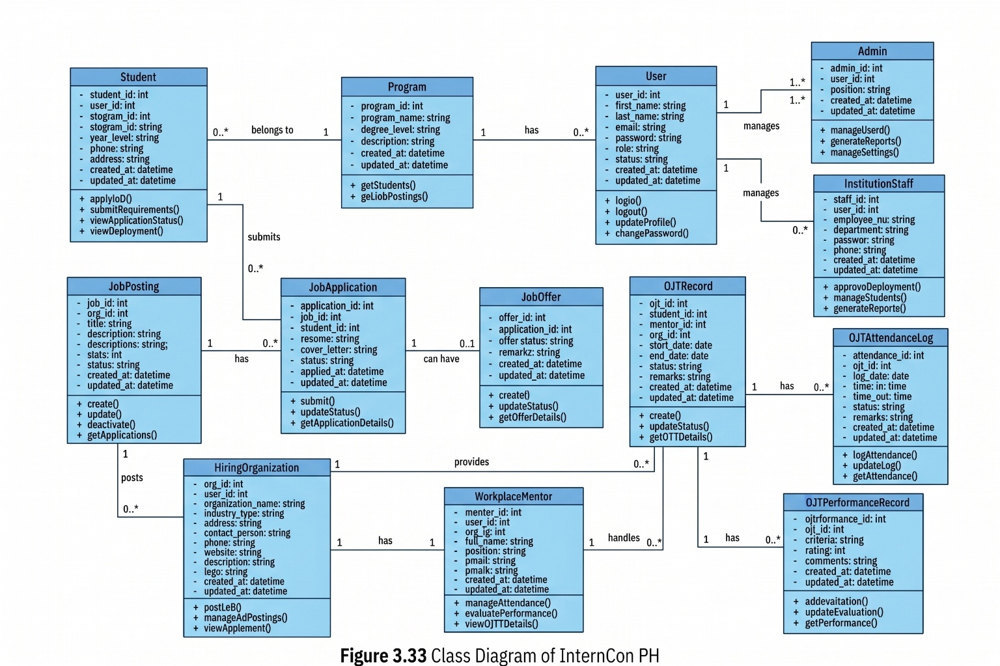 Student
- student_id: int
- user_id: int
- stogram_id: int
- stogram_id: string
- year_level: string
- phone: string
- address: string
- created_at: datetime
- updated_at: datetime
+ applyIoD()
+ submitRequirements()
+ viewApplicationStatus()
+ viewDeployment()
0..*
belongs to
1
Program
- program_id: int
- program_name: string
- degree_level: string
- description: string
- created_at: datetime
- updated_at: datetime
+ getStudents()
+ geLiobPostings()
1
has
0..*
User
- user_id: int
- first_name: string
- last_name: string
- email: string
- password: string
- role: string
- status: string
- created_at: datetime
- updated_at: datetime
+ logio()
+ logout()
+ updateProfile()
+ changePassword()
1
manages
1..*
1..*
Admin
- admin_id: int
- user_id: int
- position: string
- created_at: datetime
- updated_at: datetime
+ manageUserd()
+ generateReports()
+ manageSettings()
1
manages
0..*
InstitutionStaff
- staff_id: int
- user_id: int
- employee_nu: string
- department: string
- passwor: string
- phone: string
- created_at: datetime
- updated_at: datetime
+ approvoDeployment()
+ manageStudents()
+ generateReporte()
1
submits
0..*
JobPosting
- job_id: int
- org_id: int
- title: string
- description: string
- descriptions: string;
- stats: int
- status: string
- created_at: datetime
- updated_at: datetime
+ create()
+ update()
+ deactivate()
+ getApplications()
1
has
0..*
JobApplication
- application_id: int
- job_id: int
- student_id: int
- resome: string
- cover_letter: string
- status: string
- applied_at: datetime
- updated_at: datetime
+ submit()
+ updateStatus()
+ getApplicationDetails()
1
can have
0..1
JobOffer
- offer_id: int
- application_id: int
- offer status: string
- remarkz: string
- created_at: datetime
- updated_at: datetime
+ create()
+ updateStatus()
+ getOfferDetails()
OJTRecord
- ojt_id: int
- student_id: int
- mentor_id: int
- org_id: int
- stort_date: date
- end_date: date
- status: string
- remarks: string
- created_at: datetime
- updated_at: datetime
+ create()
+ updateStatus()
+ getOTTDetails()
1
has
0..*
OJTAttendanceLog
- attendance_id: int
- ojt_id: int
- log_date: date
- time: in: time
- time_out: time
- status: string
- remarks: string
- created_at: datetime
- updated_at: datetime
+ logAttendance()
+ updateLog()
+ getAttendance()
1
posts
0..*
HiringOrganization
- org_id: int
- user_id: int
- organization_name: string
- industry_type: string
- address: string
- contact_person: string
- phone: string
- website: string
- description: string
- lego: string
- created_at: datetime
- updated_at: datetime
+ postLeB()
+ manageAdPostings()
+ viewApplement()
1
provides
0..*
1
has
1
WorkplaceMentor
- menter_id: int
- user_id: int
- org_ig: int
- full_name: string
- position: string
- pmail: string
- pmalk: string
- created_at: datetime
- updated_at: datetime
+ manageAttendance()
+ evaluatePerformance()
+ viewOJTTDetails()
1
handles
0..*
1
1
has
0..*
OJTPerformanceRecord
- ojtrformance_id: int
- ojt_id: int
- criteria: string
- rating: int
- comments: string
- created_at: datetime
- updated_at: datetime
+ addevaitation()
+ updateEvaluation()
+ getPerformance()
Figure 3.33 Class Diagram of InternCon PH